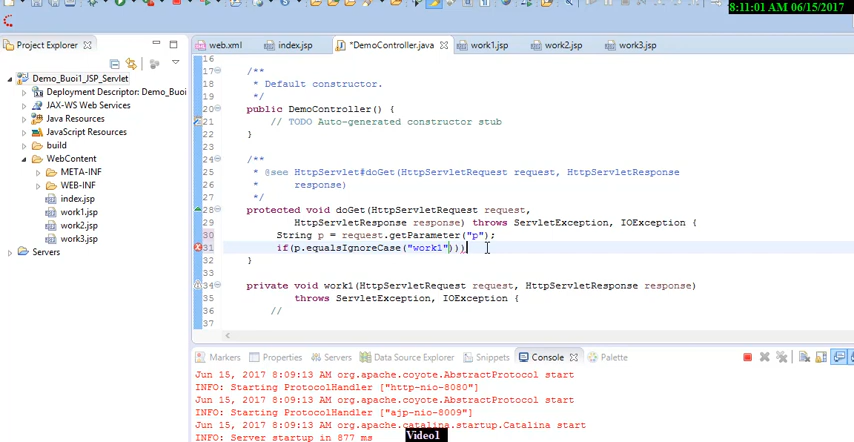 8:11:01 AM 06/15/2017
Project Explorer
web.xml index.jsp *DemoController.java work1.jsp work2.jsp work3.jsp
Demo_Buoi1_JSP_Servlet
Deployment Descriptor: Demo_Buoi
JAX-WS Web Services
Java Resources
JavaScript Resources
build
WebContent
META-INF
WEB-INF
index.jsp
work1.jsp
work2.jsp
work3.jsp
Servers
16
17 /**
18 * Default constructor.
19 */
20 public DemoController() {
21 // TODO Auto-generated constructor stub
22 }
23
24 /**
25 * @see HttpServlet#doGet(HttpServletRequest request, HttpServletResponse
26 * response)
27 */
28 protected void doGet(HttpServletRequest request,
29 HttpServletResponse response) throws ServletException, IOException {
30 String p = request.getParameter("p");
31 if(p.equalsIgnoreCase("work1")))
32 }
33
34 private void work1(HttpServletRequest request, HttpServletResponse response)
35 throws ServletException, IOException {
36 //
37
Markers Properties Servers Data Source Explorer Snippets Console Palette
Jun 15, 2017 8:09:13 AM org.apache.coyote.AbstractProtocol start
INFO: Starting ProtocolHandler ["http-nio-8080"]
Jun 15, 2017 8:09:13 AM org.apache.coyote.AbstractProtocol start
INFO: Starting ProtocolHandler ["ajp-nio-8009"]
Jun 15, 2017 8:09:13 AM org.apache.catalina.startup.Catalina start
INFO: Server startup in 877 ms
Video1